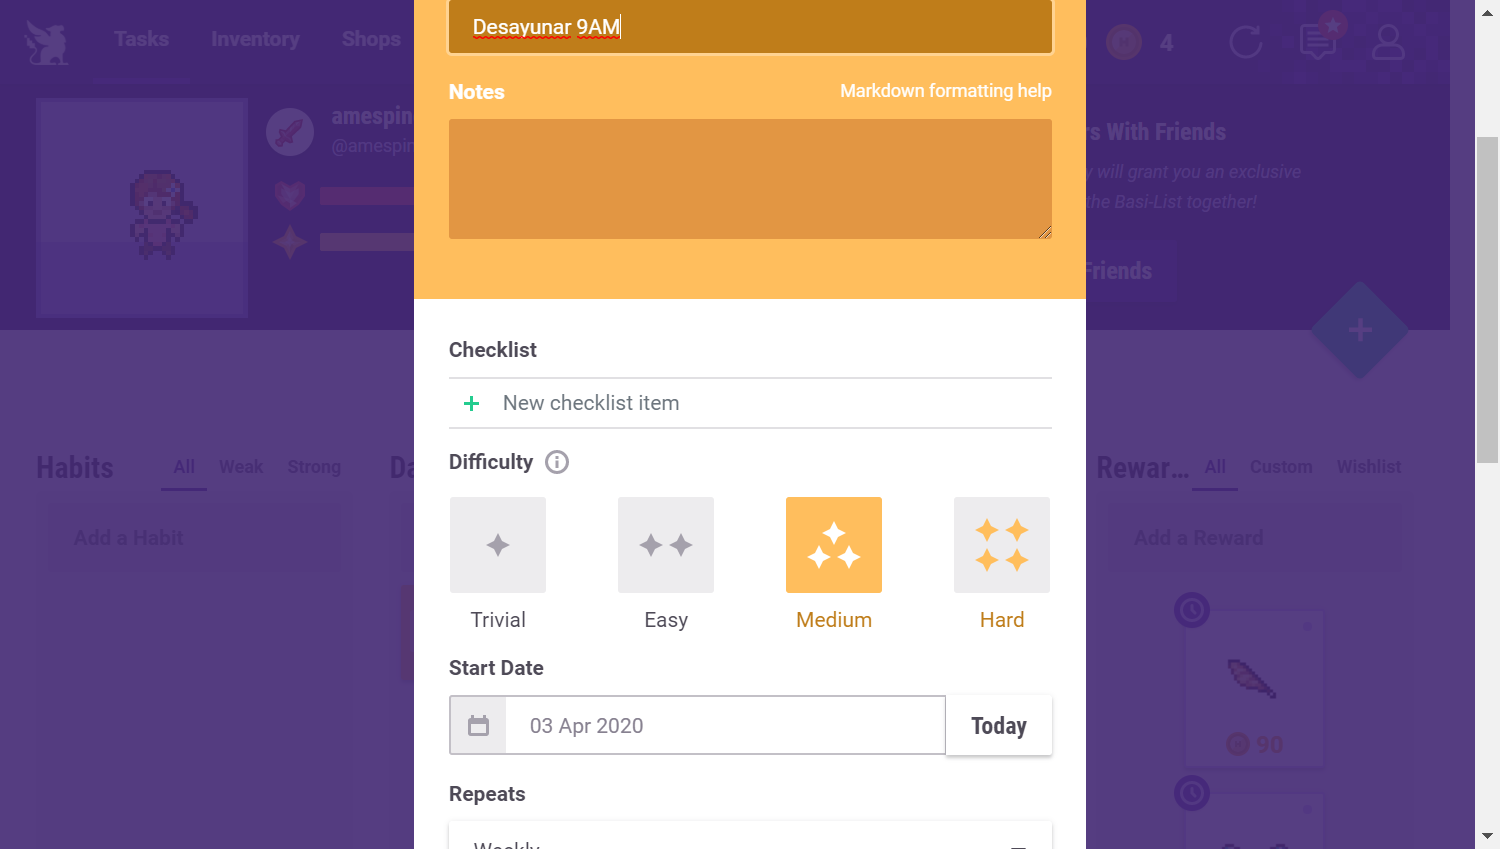 Tasks Inventory Shops
4
Desayunar 9AM
Notes
Markdown formatting help
amespin
@amespin
s With Friends
y will grant you an exclusive
the Basi-List together!
Friends
Checklist
New checklist item
Difficulty
Trivial
Easy
Medium
Hard
Start Date
03 Apr 2020
Today
Repeats
Weekly
Habits
All Weak Strong
Add a Habit
Da
Rewar...
All Custom Wishlist
Add a Reward
90